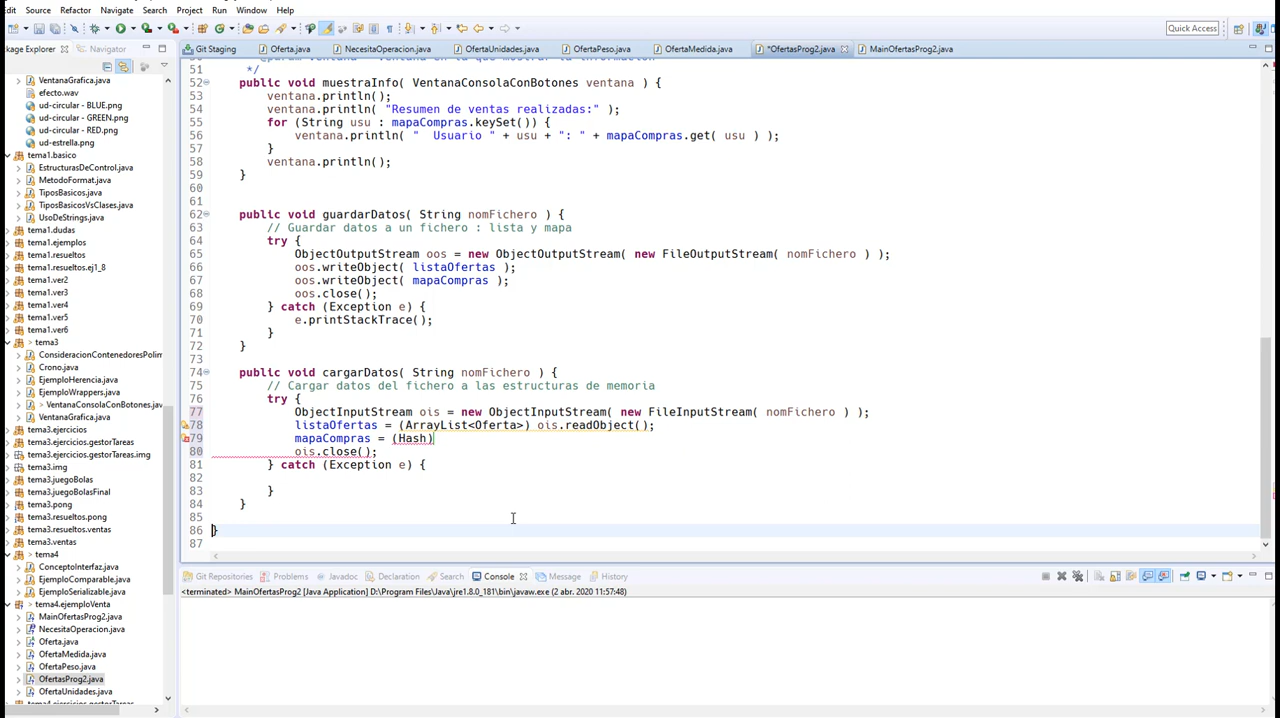 Edit Source Refactor Navigate Search Project Run Window Help
Quick Access
Package Explorer Navigator
Git Staging Oferta.java NecesitaOperacion.java OfertaUnidades.java OfertaPeso.java OfertaMedida.java *OfertasProg2.java MainOfertasProg2.java
VentanaGrafica.java
efecto.wav
ud-circular - BLUE.png
ud-circular - GREEN.png
ud-circular - RED.png
ud-estrella.png
tema1.basico
EstructurasDeControl.java
MetodoFormat.java
TiposBasicos.java
TiposBasicosVsClases.java
UsoDeStrings.java
tema1.dudas
tema1.ejemplos
tema1.resueltos
tema1.resueltos.ej1_8
tema1.ver2
tema1.ver3
tema1.ver4
tema1.ver5
tema1.ver6
> tema3
ConsideracionContenedoresPolim
Crono.java
EjemploHerencia.java
EjemploWrappers.java
> VentanaConsolaConBotones.jav
VentanaGrafica.java
tema3.ejercicios
tema3.ejercicios.gestorTareas
tema3.ejercicios.gestorTareas.img
tema3.img
tema3.juegoBolas
tema3.juegoBolasFinal
tema3.pong
tema3.resueltos.pong
tema3.resueltos.ventas
tema3.ventas
> tema4
ConceptoInterfaz.java
EjemploComparable.java
EjemploSerializable.java
> tema4.ejemploVenta
MainOfertasProg2.java
NecesitaOperacion.java
Oferta.java
OfertaMedida.java
OfertaPeso.java
OfertasProg2.java
OfertaUnidades.java
51 */
52 public void muestraInfo( VentanaConsolaConBotones ventana ) {
53 ventana.println();
54 ventana.println( "Resumen de ventas realizadas:" );
55 for (String usu : mapaCompras.keySet()) {
56 ventana.println( "  Usuario " + usu + ": " + mapaCompras.get( usu ) );
57 }
58 ventana.println();
59 }
60
61
62 public void guardarDatos( String nomFichero ) {
63 // Guardar datos a un fichero : lista y mapa
64 try {
65 ObjectOutputStream oos = new ObjectOutputStream( new FileOutputStream( nomFichero ) );
66 oos.writeObject( listaOfertas );
67 oos.writeObject( mapaCompras );
68 oos.close();
69 } catch (Exception e) {
70 e.printStackTrace();
71 }
72 }
73
74 public void cargarDatos( String nomFichero ) {
75 // Cargar datos del fichero a las estructuras de memoria
76 try {
77 ObjectInputStream ois = new ObjectInputStream( new FileInputStream( nomFichero ) );
78 listaOfertas = (ArrayList<Oferta>) ois.readObject();
79 mapaCompras = (Hash)
80 ois.close();
81 } catch (Exception e) {
82
83 }
84 }
85
86 }
87
Git Repositories Problems Javadoc Declaration Search Console Message History
<terminated> MainOfertasProg2 [Java Application] D:\Program Files\Java\jre1.8.0_181\bin\javaw.exe (2 abr. 2020 11:57:48)